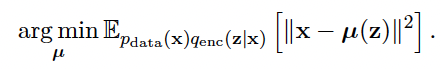 arg min_μ 𝔼_{p_data(x)q_enc(z|x)} [‖x − μ(z)‖²] .